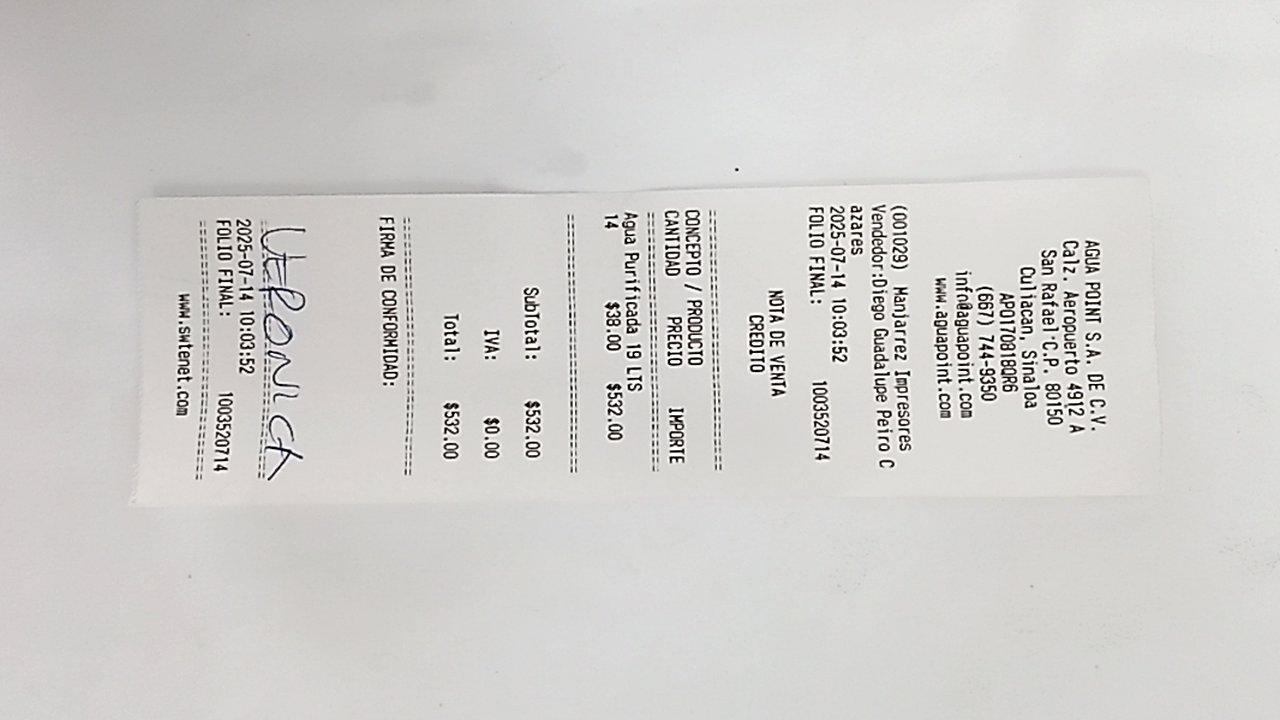 AGUA POINT S.A. DE C.V.
Calz. Aeropuerto 4912 A
San Rafael C.P. 80150
Culiacan, Sinaloa
APO170818QR6
(667) 744-9350
info@aguapoint.com
www.aguapoint.com
(001029) Manjarrez Impresores
Vendedor:Diego Guadalupe Peiro C
azares
2025-07-14 10:03:52
FOLIO FINAL: 1003520714
NOTA DE VENTA
CREDITO
CONCEPTO / PRODUCTO
CANTIDAD PRECIO IMPORTE
Agua Purificada 19 LTS
14 $38.00 $532.00
SubTotal: $532.00
IVA: $0.00
Total: $532.00
FIRMA DE CONFORMIDAD:
VERONICA
2025-07-14 10:03:52
FOLIO FINAL: 1003520714
www.swtenet.com